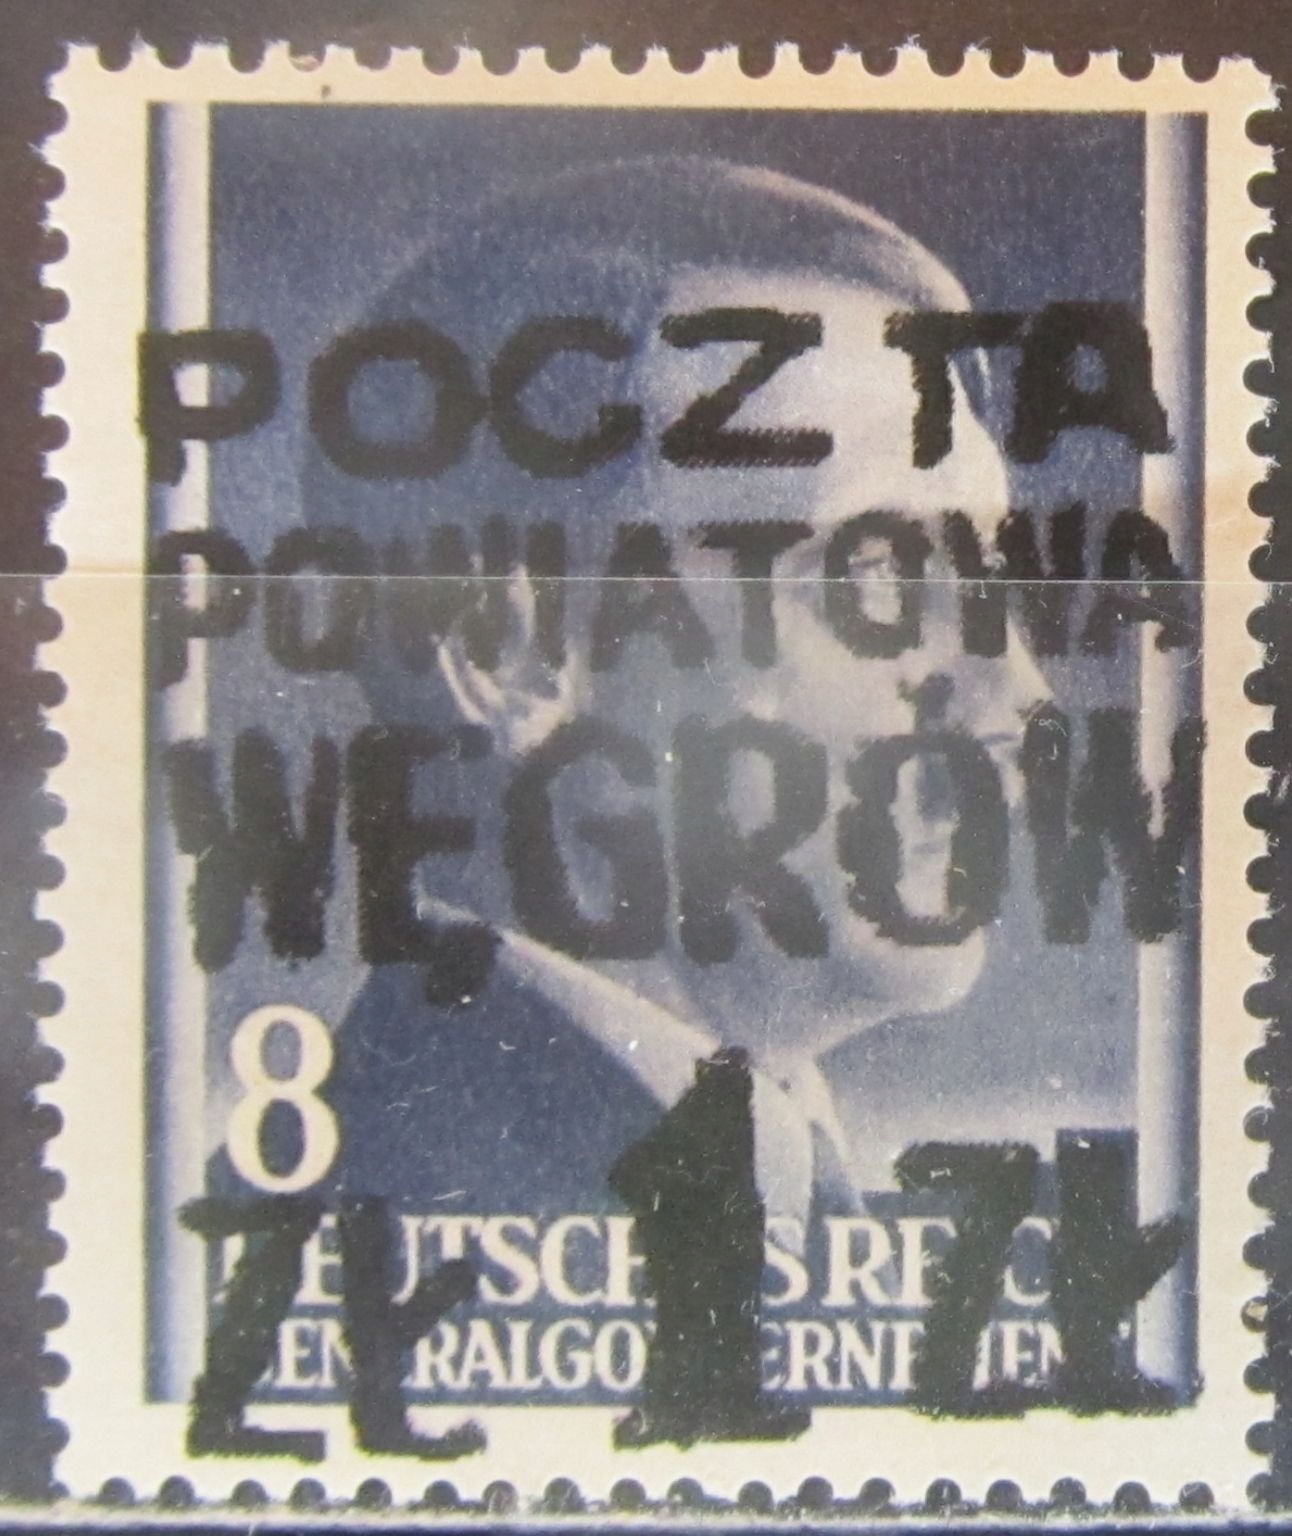 POCZTA
POWIATOWA
WĘGRÓW
8
zł 1 zł
DEUTSCHES REICH
GENERALGOUVERNEMENT